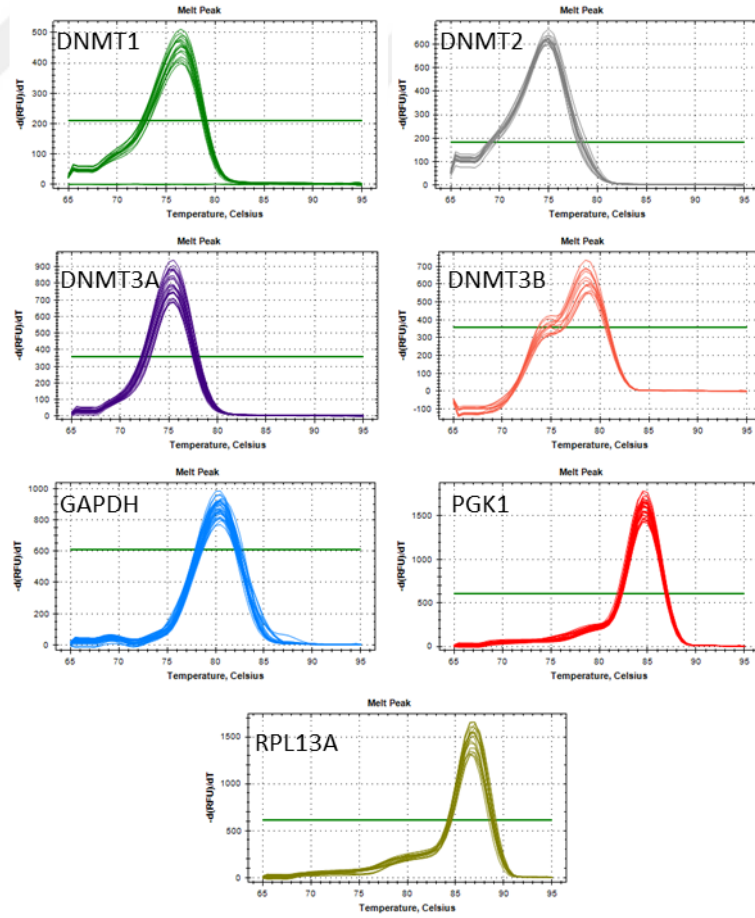 Melt Peak
DNMT1
500
400
300
200
100
0
-d(RFU)/dT
65 70 75 80 85 90 95
Temperature, Celsius
Melt Peak
DNMT2
600
500
400
300
200
100
0
-d(RFU)/dT
65 70 75 80 85 90 95
Temperature, Celsius
Melt Peak
DNMT3A
900
800
700
600
500
400
300
200
100
0
-d(RFU)/dT
65 70 75 80 85 90 95
Temperature, Celsius
Melt Peak
DNMT3B
700
600
500
400
300
200
100
0
-100
-d(RFU)/dT
65 70 75 80 85 90 95
Temperature, Celsius
Melt Peak
GAPDH
1000
800
600
400
200
0
-d(RFU)/dT
65 70 75 80 85 90 95
Temperature, Celsius
Melt Peak
PGK1
1500
1000
500
0
-d(RFU)/dT
65 70 75 80 85 90 95
Temperature, Celsius
Melt Peak
RPL13A
1500
1000
500
0
-d(RFU)/dT
65 70 75 80 85 90 95
Temperature, Celsius